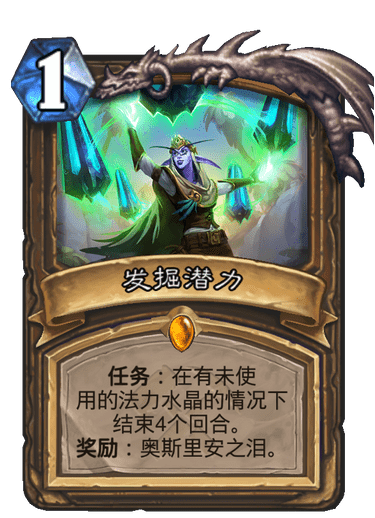 1
发掘潜力
任务：在有未使
用的法力水晶的情况下
结束4个回合。
奖励：奥斯里安之泪。